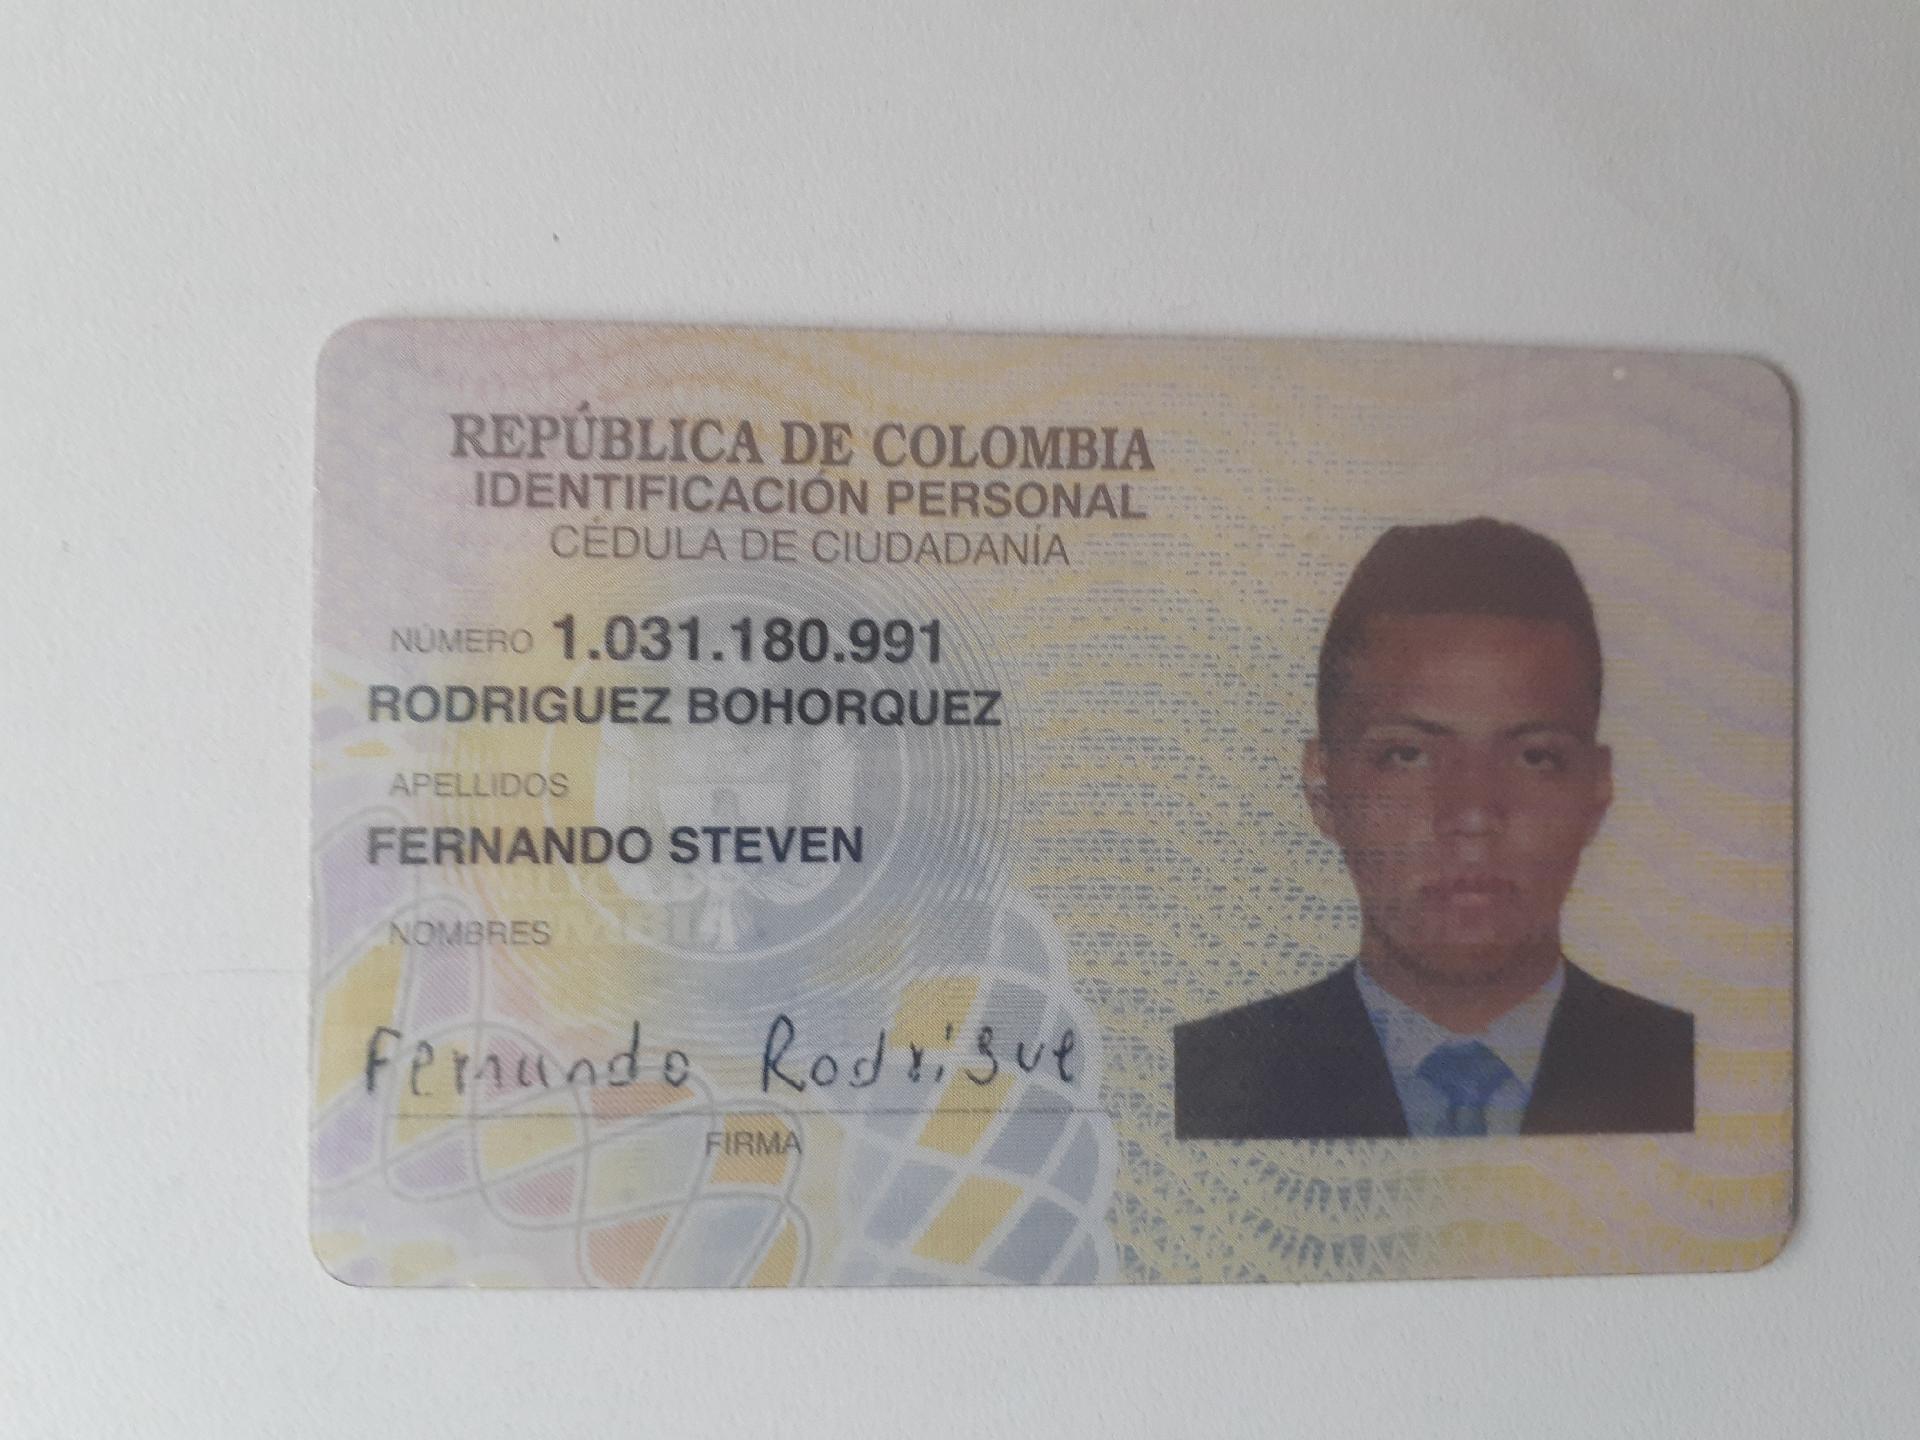 REPÚBLICA DE COLOMBIA
IDENTIFICACIÓN PERSONAL
CÉDULA DE CIUDADANÍA
NÚMERO 1.031.180.991
RODRIGUEZ BOHORQUEZ
APELLIDOS
FERNANDO STEVEN
NOMBRES
Fernando Rodrigue
FIRMA